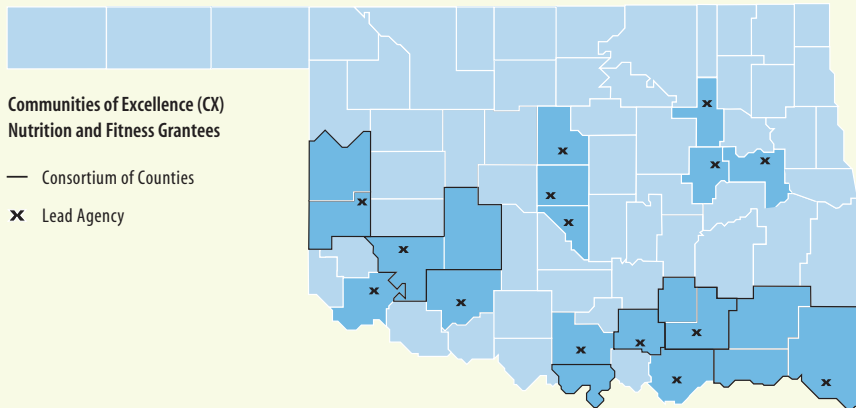 Communities of Excellence (CX)
Nutrition and Fitness Grantees
Consortium of Counties
Lead Agency